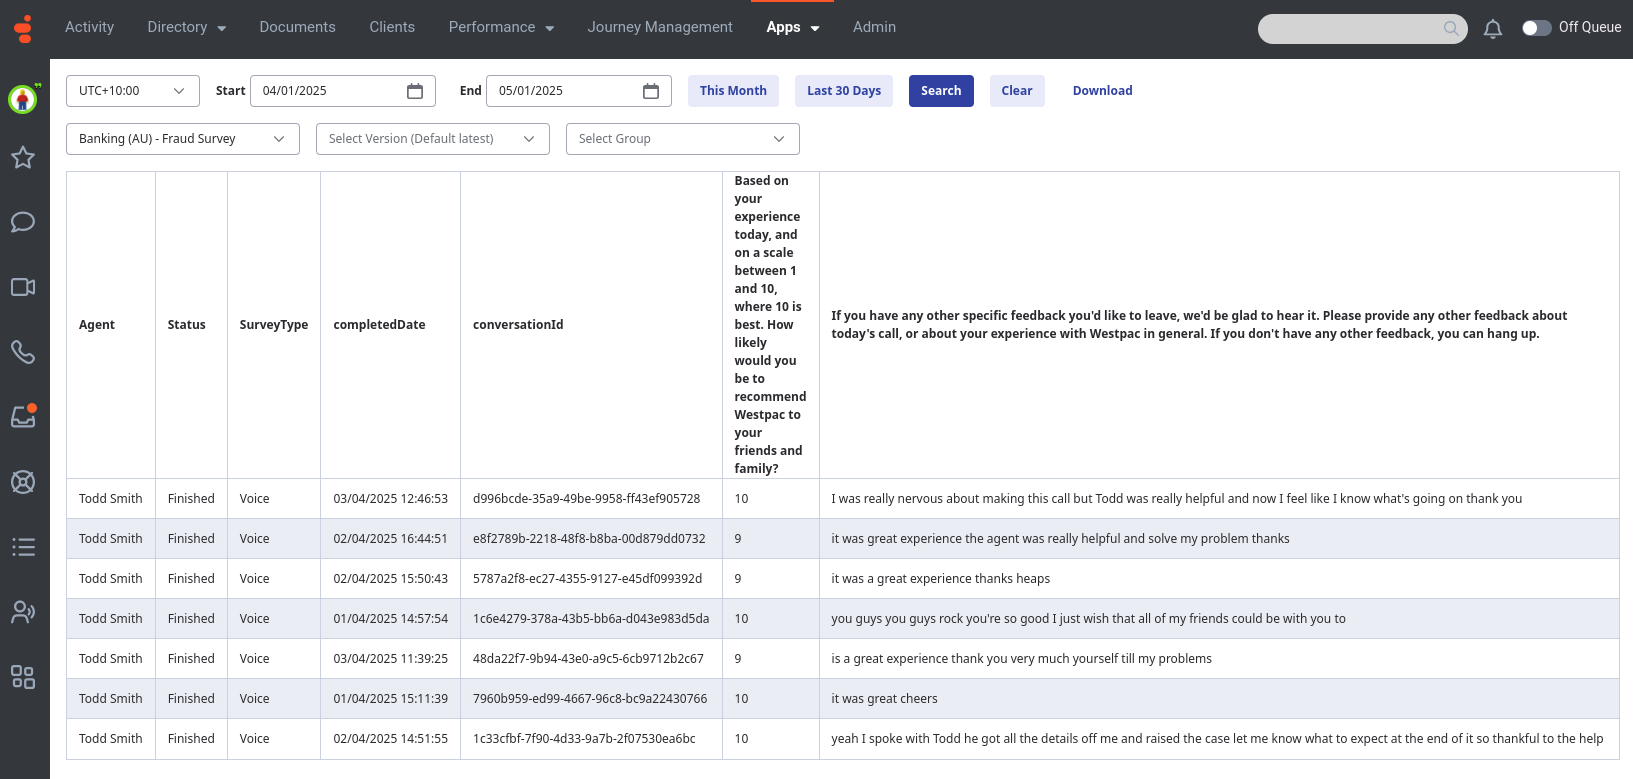 Activity Directory Documents Clients Performance Journey Management Apps Admin Off Queue
UTC+10:00 Start 04/01/2025 End 05/01/2025 This Month Last 30 Days Search Clear Download
Banking (AU) - Fraud Survey Select Version (Default latest) Select Group
Agent
Status
SurveyType
completedDate
conversationId
Based on
your
experience
today, and
on a scale
between 1
and 10,
where 10 is
best. How
likely
would you
be to
recommend
Westpac to
your
friends and
family?
If you have any other specific feedback you'd like to leave, we'd be glad to hear it. Please provide any other feedback about
today's call, or about your experience with Westpac in general. If you don't have any other feedback, you can hang up.
Todd Smith Finished Voice 03/04/2025 12:46:53 d996bcde-35a9-49be-9958-ff43ef905728 10 I was really nervous about making this call but Todd was really helpful and now I feel like I know what's going on thank you
Todd Smith Finished Voice 02/04/2025 16:44:51 e8f2789b-2218-48f8-b8ba-00d879dd0732 9 it was great experience the agent was really helpful and solve my problem thanks
Todd Smith Finished Voice 02/04/2025 15:50:43 5787a2f8-ec27-4355-9127-e45df099392d 9 it was a great experience thanks heaps
Todd Smith Finished Voice 01/04/2025 14:57:54 1c6e4279-378a-43b5-bb6a-d043e983d5da 10 you guys you guys rock you're so good I just wish that all of my friends could be with you to
Todd Smith Finished Voice 03/04/2025 11:39:25 48da22f7-9b94-43e0-a9c5-6cb9712b2c67 9 is a great experience thank you very much yourself till my problems
Todd Smith Finished Voice 01/04/2025 15:11:39 7960b959-ed99-4667-96c8-bc9a22430766 10 it was great cheers
Todd Smith Finished Voice 02/04/2025 14:51:55 1c33cfbf-7f90-4d33-9a7b-2f07530ea6bc 10 yeah I spoke with Todd he got all the details off me and raised the case let me know what to expect at the end of it so thankful to the help